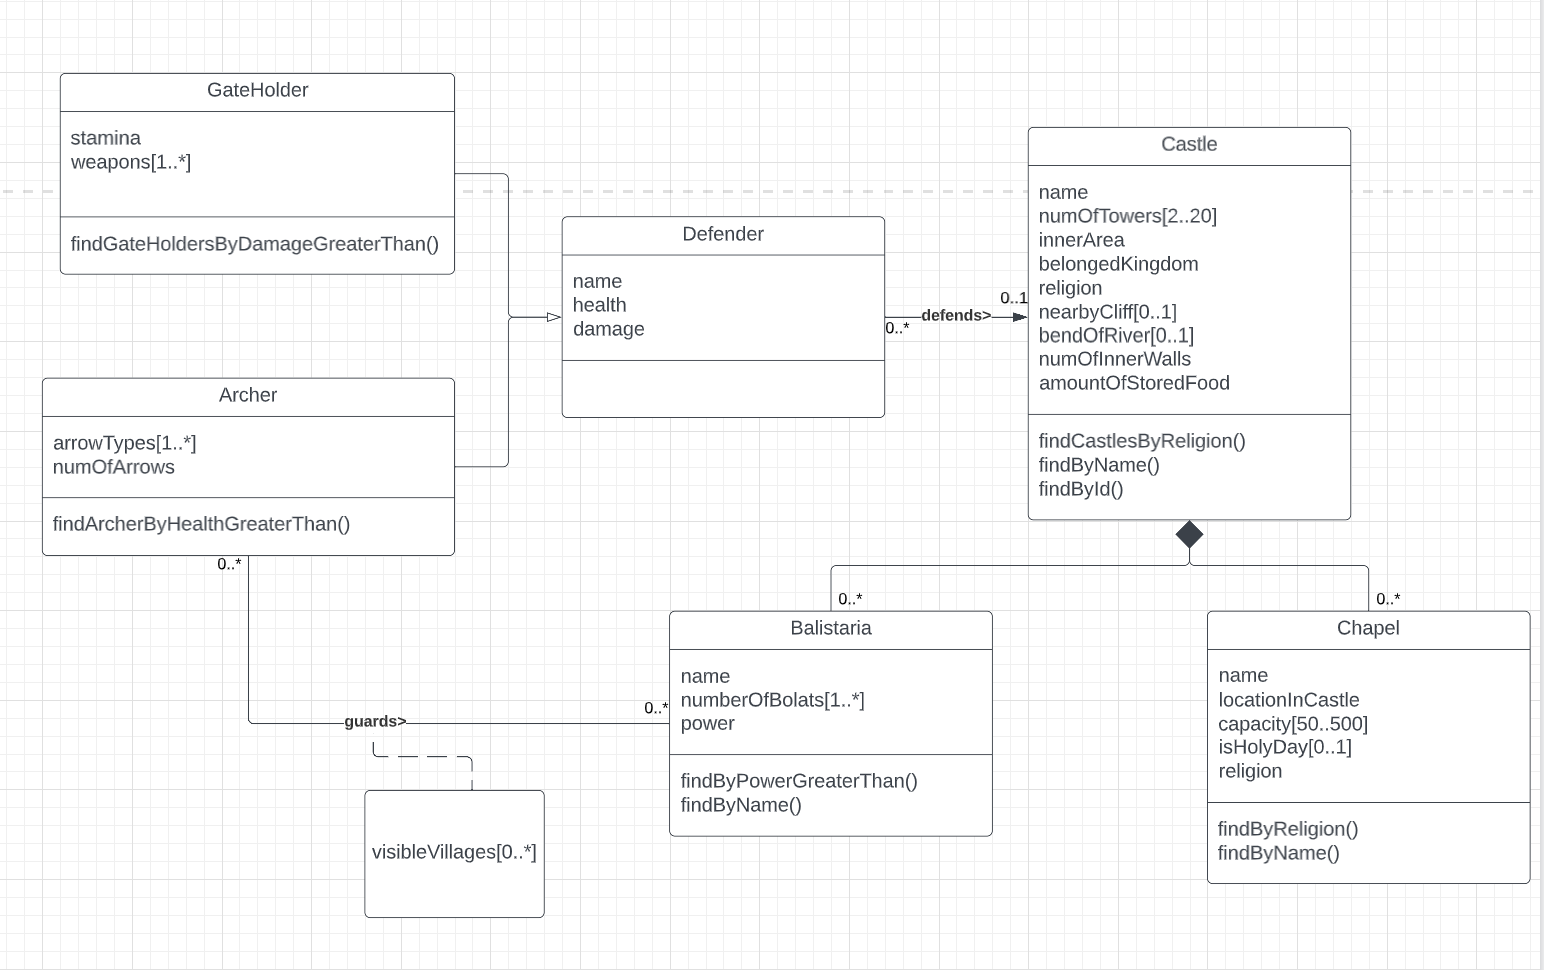 GateHolder
stamina
weapons[1..*]
findGateHoldersByDamageGreaterThan()
Castle
name
numOfTowers[2..20]
innerArea
belongedKingdom
religion
nearbyCliff[0..1]
bendOfRiver[0..1]
numOfInnerWalls
amountOfStoredFood
findCastlesByReligion()
findByName()
findById()
Defender
name
health
damage
0..1
defends>
0..*
Archer
arrowTypes[1..*]
numOfArrows
findArcherByHealthGreaterThan()
0..*
guards>
0..*
visibleVillages[0..*]
0..*
Balistaria
name
numberOfBolats[1..*]
power
findByPowerGreaterThan()
findByName()
0..*
Chapel
name
locationInCastle
capacity[50..500]
isHolyDay[0..1]
religion
findByReligion()
findByName()